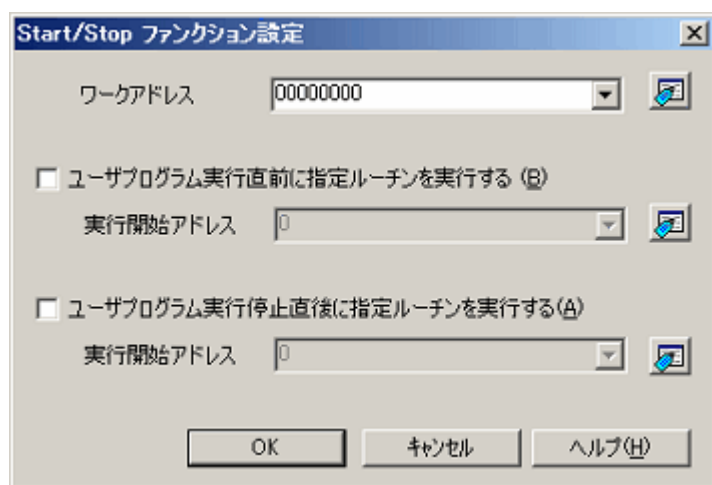 Start/Stop ファンクション設定
ワークアドレス 00000000
ユーザプログラム実行直前に指定ルーチンを実行する (B)
実行開始アドレス 0
ユーザプログラム実行停止直後に指定ルーチンを実行する(A)
実行開始アドレス 0
OK キャンセル ヘルプ(H)